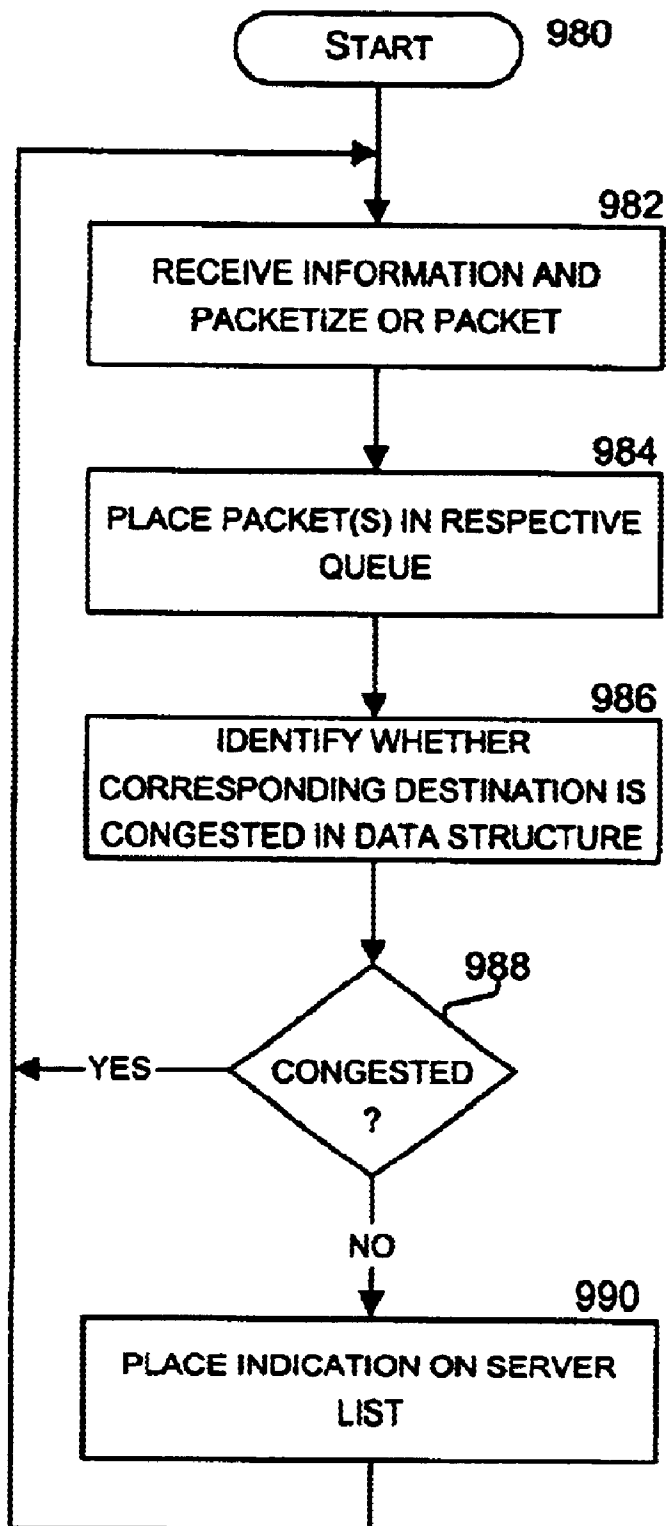 START
980
982
RECEIVE INFORMATION AND
PACKETIZE OR PACKET
984
PLACE PACKET(S) IN RESPECTIVE
QUEUE
986
IDENTIFY WHETHER
CORRESPONDING DESTINATION IS
CONGESTED IN DATA STRUCTURE
988
YES
CONGESTED
?
NO
990
PLACE INDICATION ON SERVER
LIST